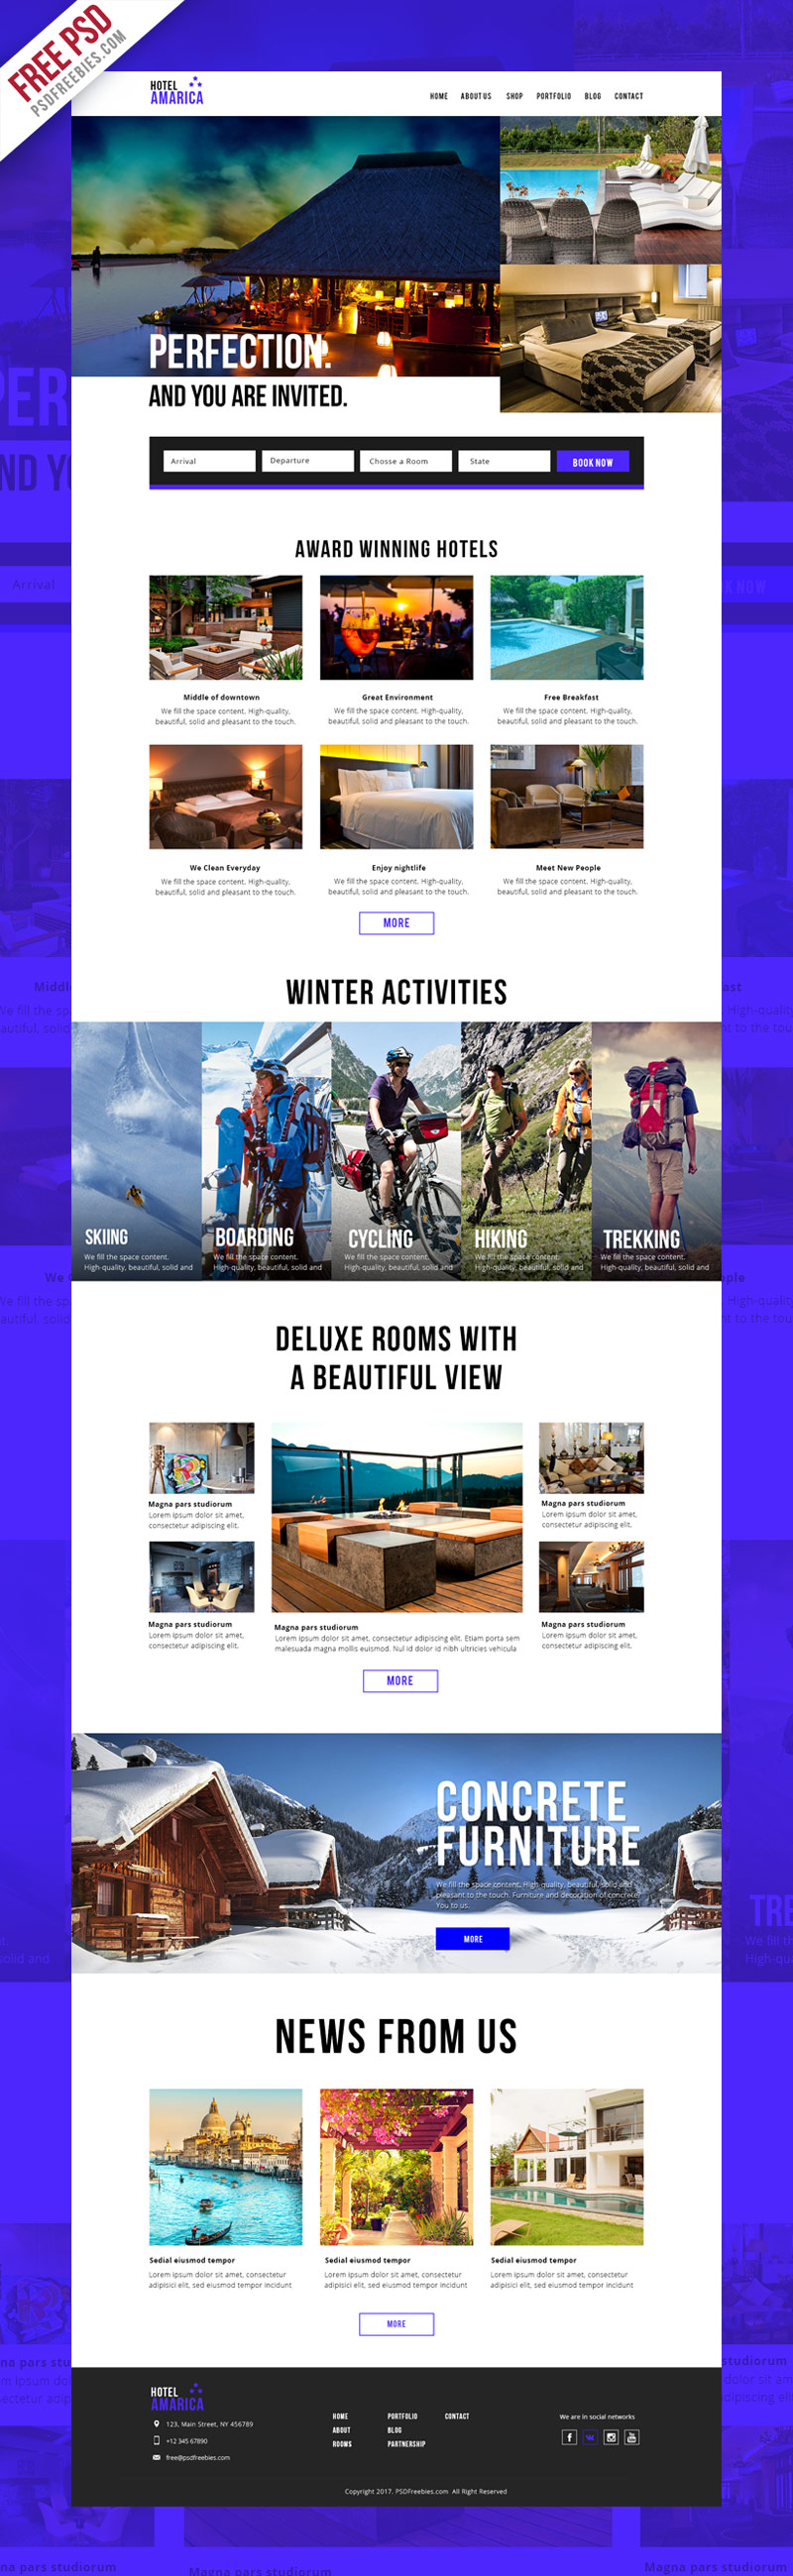 FREE PSD
PSDFREEBIES.COM
HOTEL
AMARICA
HOME ABOUT US SHOP PORTFOLIO BLOG CONTACT
PERFECTION.
AND YOU ARE INVITED.
Arrival Departure Chosse a Room State BOOK NOW
AWARD WINNING HOTELS
Middle of downtown
We fill the space content. High-quality,
beautiful, solid and pleasant to the touch.
Great Environment
We fill the space content. High-quality,
beautiful, solid and pleasant to the touch.
Free Breakfast
We fill the space content. High-quality,
beautiful, solid and pleasant to the touch.
We Clean Everyday
We fill the space content. High-quality,
beautiful, solid and pleasant to the touch.
Enjoy nightlife
We fill the space content. High-quality,
beautiful, solid and pleasant to the touch.
Meet New People
We fill the space content. High-quality,
beautiful, solid and pleasant to the touch.
MORE
WINTER ACTIVITIES
SKIING
We fill the space content.
High-quality, beautiful, solid and
BOARDING
We fill the space content.
High-quality, beautiful, solid and
CYCLING
We fill the space content.
High-quality, beautiful, solid and
HIKING
We fill the space content.
High-quality, beautiful, solid and
TREKKING
We fill the space content.
High-quality, beautiful, solid and
DELUXE ROOMS WITH
A BEAUTIFUL VIEW
Magna pars studiorum
Lorem ipsum dolor sit amet,
consectetur adipiscing elit.
Magna pars studiorum
Lorem ipsum dolor sit amet,
consectetur adipiscing elit.
Magna pars studiorum
Lorem ipsum dolor sit amet, consectetur adipiscing elit. Etiam porta sem
malesuada magna mollis euismod. Nul id dolor id nibh ultricies vehicula
Magna pars studiorum
Lorem ipsum dolor sit amet,
consectetur adipiscing elit.
Magna pars studiorum
Lorem ipsum dolor sit amet,
consectetur adipiscing elit.
MORE
CONCRETE
FURNITURE
We fill the space content. High-quality, beautiful, solid and
pleasant to the touch. Furniture and decoration of concrete.
You to us.
MORE
NEWS FROM US
Sedial eiusmod tempor
Lorem ipsum dolor sit amet, consectetur
adipisci elit, sed eiusmod tempor incidunt
Sedial eiusmod tempor
Lorem ipsum dolor sit amet, consectetur
adipisci elit, sed eiusmod tempor incidunt
Sedial eiusmod tempor
Lorem ipsum dolor sit amet, consectetur
adipisci elit, sed eiusmod tempor incidunt
MORE
HOTEL
AMARICA
123, Main Street, NY 456789
+12 345 67890
free@psdfreebies.com
HOME PORTFOLIO CONTACT
ABOUT BLOG
ROOMS PARTNERSHIP
We are in social networks
Copyright 2017, PSDFreebies.com All Right Reserved